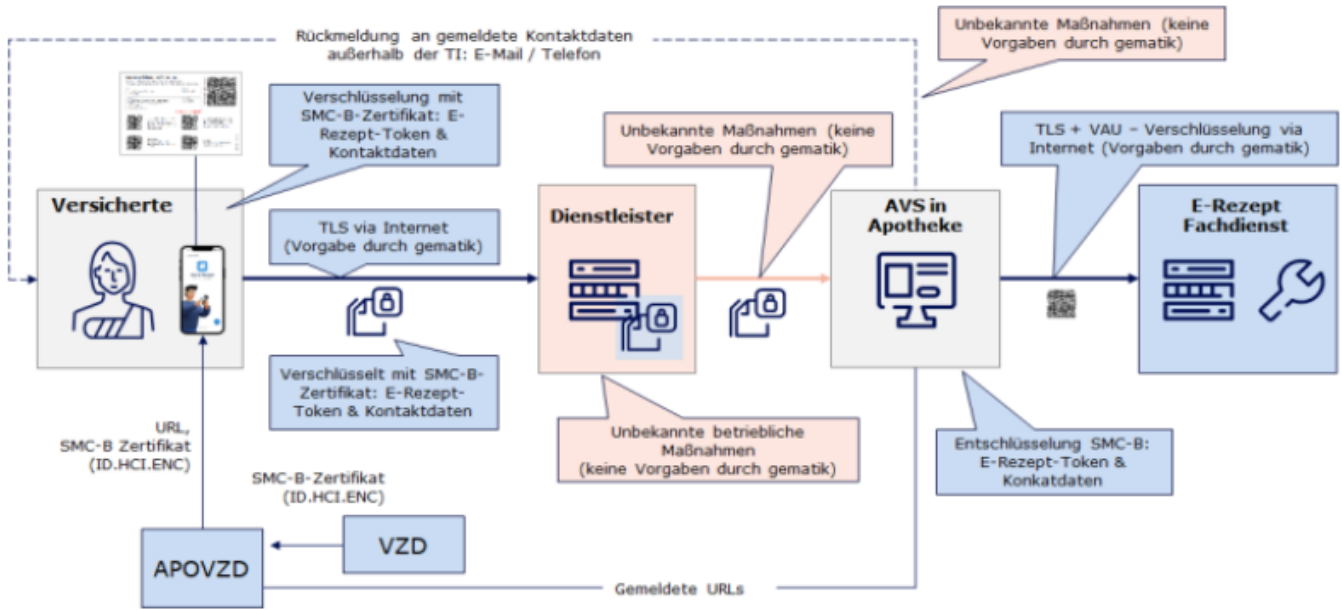 Rückmeldung an gemeldete Kontaktdaten
außerhalb der TI: E-Mail / Telefon
Unbekannte Maßnahmen (keine
Vorgaben durch gematik)
Verschlüsselung mit
SMC-B-Zertifikat: E-
Rezept-Token &
Kontaktdaten
Unbekannte Maßnahmen (keine
Vorgaben durch gematik)
TLS + VAU – Verschlüsselung via
Internet (Vorgaben durch gematik)
Versicherte
TLS via Internet
(Vorgabe durch gematik)
Dienstleister
AVS in
Apotheke
E-Rezept
Fachdienst
Verschlüsselt mit SMC-B-
Zertifikat: E-Rezept-
Token & Kontaktdaten
Unbekannte betriebliche
Maßnahmen
(keine Vorgaben durch gematik)
Entschlüsselung SMC-B:
E-Rezept-Token &
Konkatdaten
URL,
SMC-B Zertifikat
(ID.HCI.ENC)
SMC-B-Zertifikat
(ID.HCI.ENC)
APOVZD
VZD
Gemeldete URLs